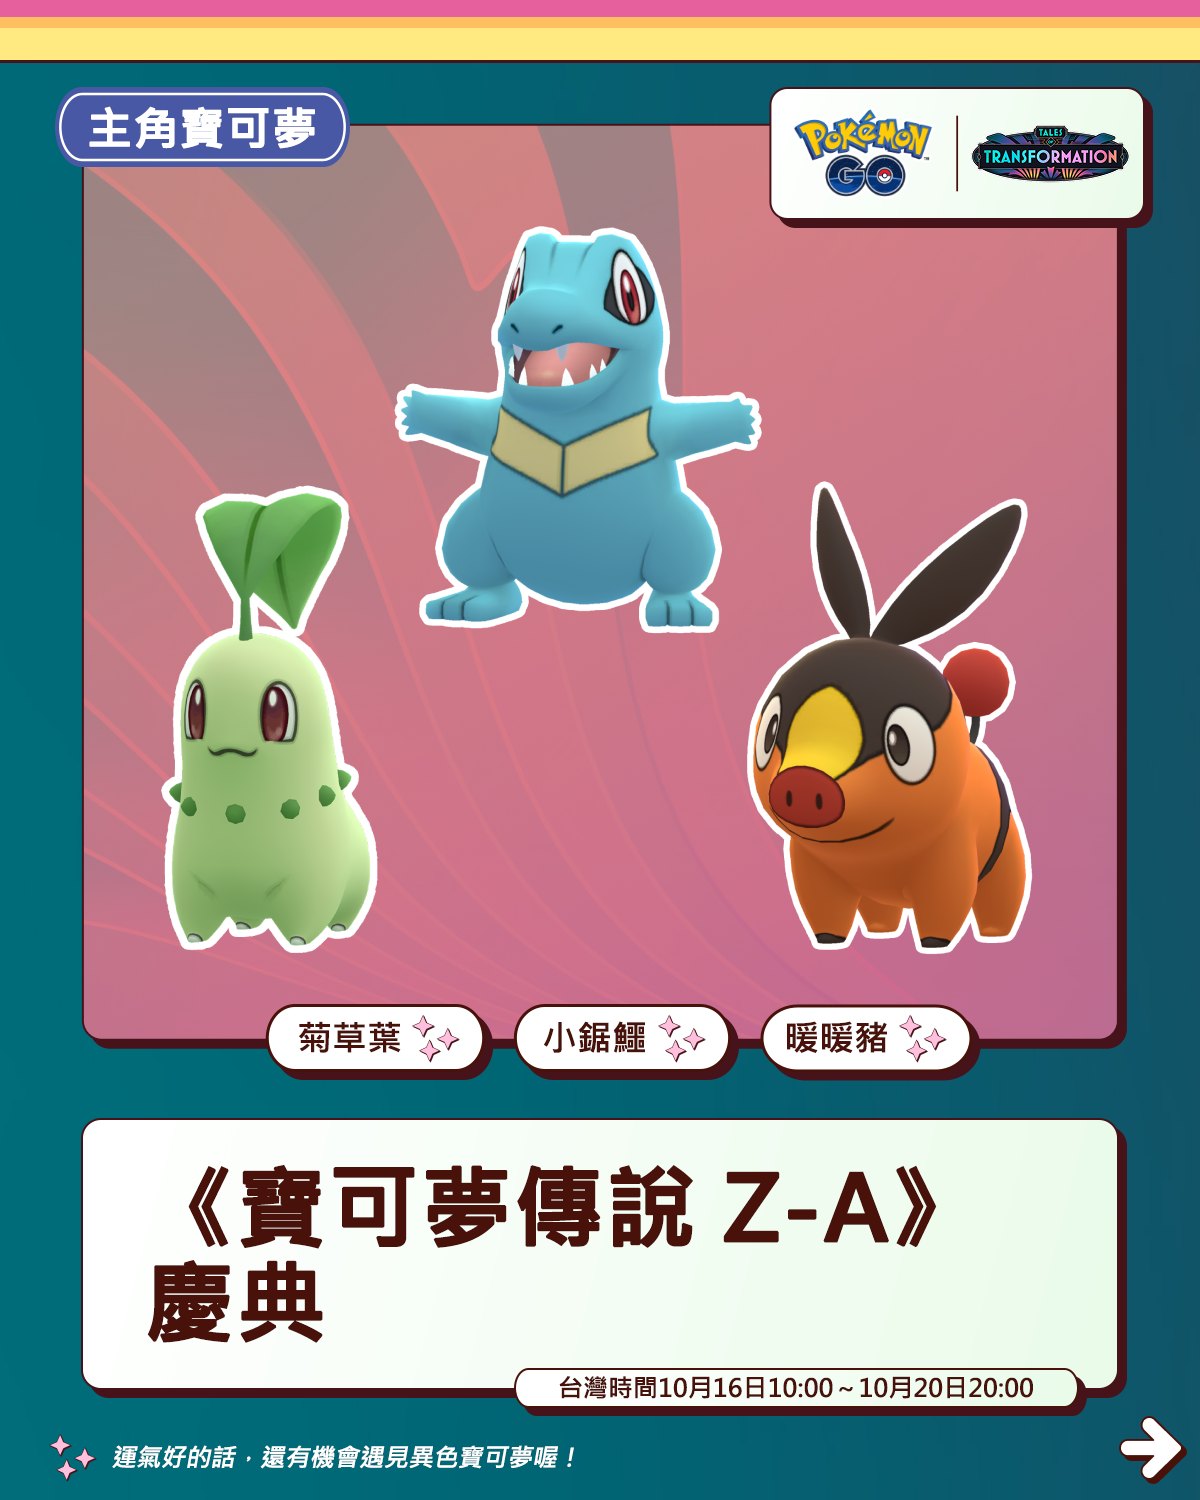 主角寶可夢
POKÉMON
GO
TALES
OF
TRANSFORMATION
菊草葉
小鋸鱷
暖暖豬
《寶可夢傳說 Z-A》
慶典
台灣時間10月16日10:00～10月20日20:00
運氣好的話，還有機會遇見異色寶可夢喔！